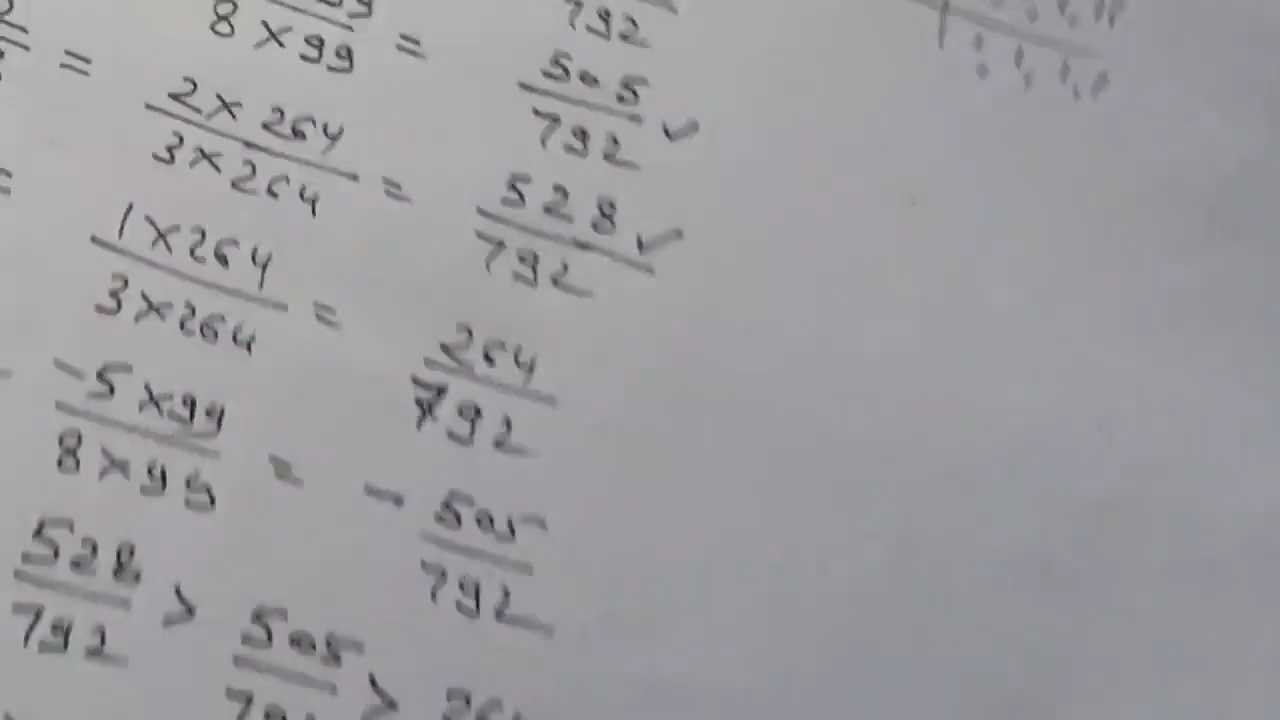 8 × 99 = 792
= 505/792 ✓
(2 × 264)/(3 × 264) = 528/792 ✓
(1 × 264)/(3 × 264) = 264/792
(-5 × 99)/(8 × 99) = - 505/792
528/792 > 505/79 >